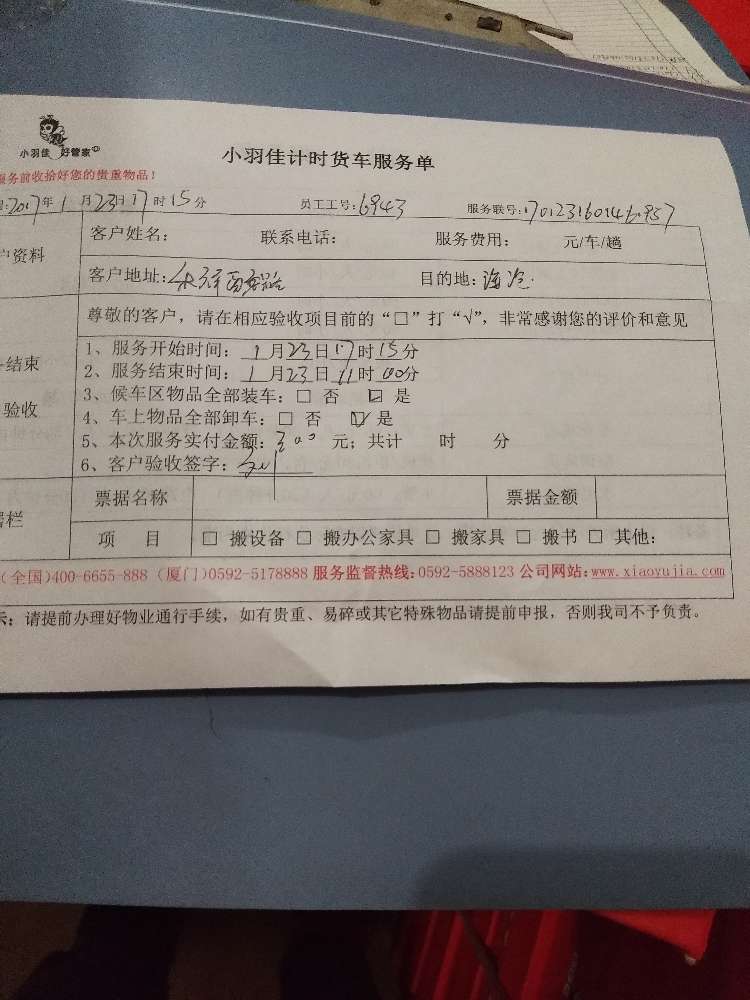 小羽佳 好管家
小羽佳计时货车服务单
服务前收拾好您的贵重物品！
2017年1月23日17时15分 员工工号：6943 服务联号：
户资料 客户姓名： 联系电话： 服务费用： 元/车/趟
客户地址： 目的地：海沧
尊敬的客户，请在相应验收项目前的“□”打“√”，非常感谢您的评价和意见
结束
验收
1、服务开始时间：1月23日17时15分
2、服务结束时间：1月23日11时00分
3、候车区物品全部装车：□ 否 ☑ 是
4、车上物品全部卸车：□ 否 ☑ 是
5、本次服务实付金额：300 元；共计 时 分
6、客户验收签字：
栏 票据名称 票据金额
项 目 □ 搬设备 □ 搬办公家具 □ 搬家具 □ 搬书 □ 其他：
(全国)400-6655-888 (厦门)0592-5178888 服务监督热线：0592-5888123 公司网站：www.xiaoyujia.com
示：请提前办理好物业通行手续，如有贵重、易碎或其它特殊物品请提前申报，否则我司不予负责。